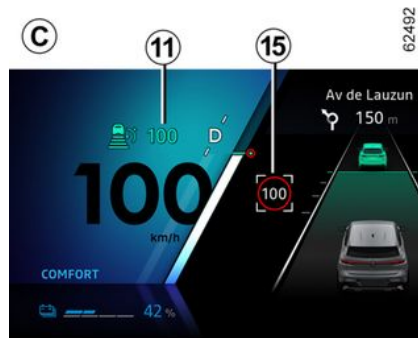 C
11
15
62492
Av de Lauzun
150 m
100
D
100
km/h
100
COMFORT
42 %